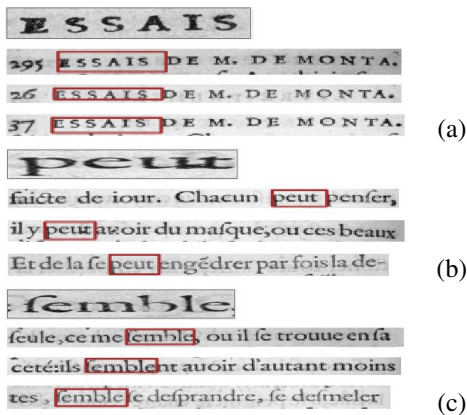 ESSAIS
295 ESSAIS DE M. DE MONTA.
26 ESSAIS DE M. DE MONTA.
37 ESSAIS DE M. DE MONTA.
(a)
peut
faicte de iour. Chacun peut penſer,
il y peut auoir du maſque, ou ces beaux
Et de la ſe peut engēdrer par fois la de-
(b)
ſemble,
ſeule, ce me ſemble, ou il ſe trouue en ſa
ceté: ils ſemblent auoir d'autant moins
tes, ſemble ſe deſprandre, ſe deſmeler
(c)